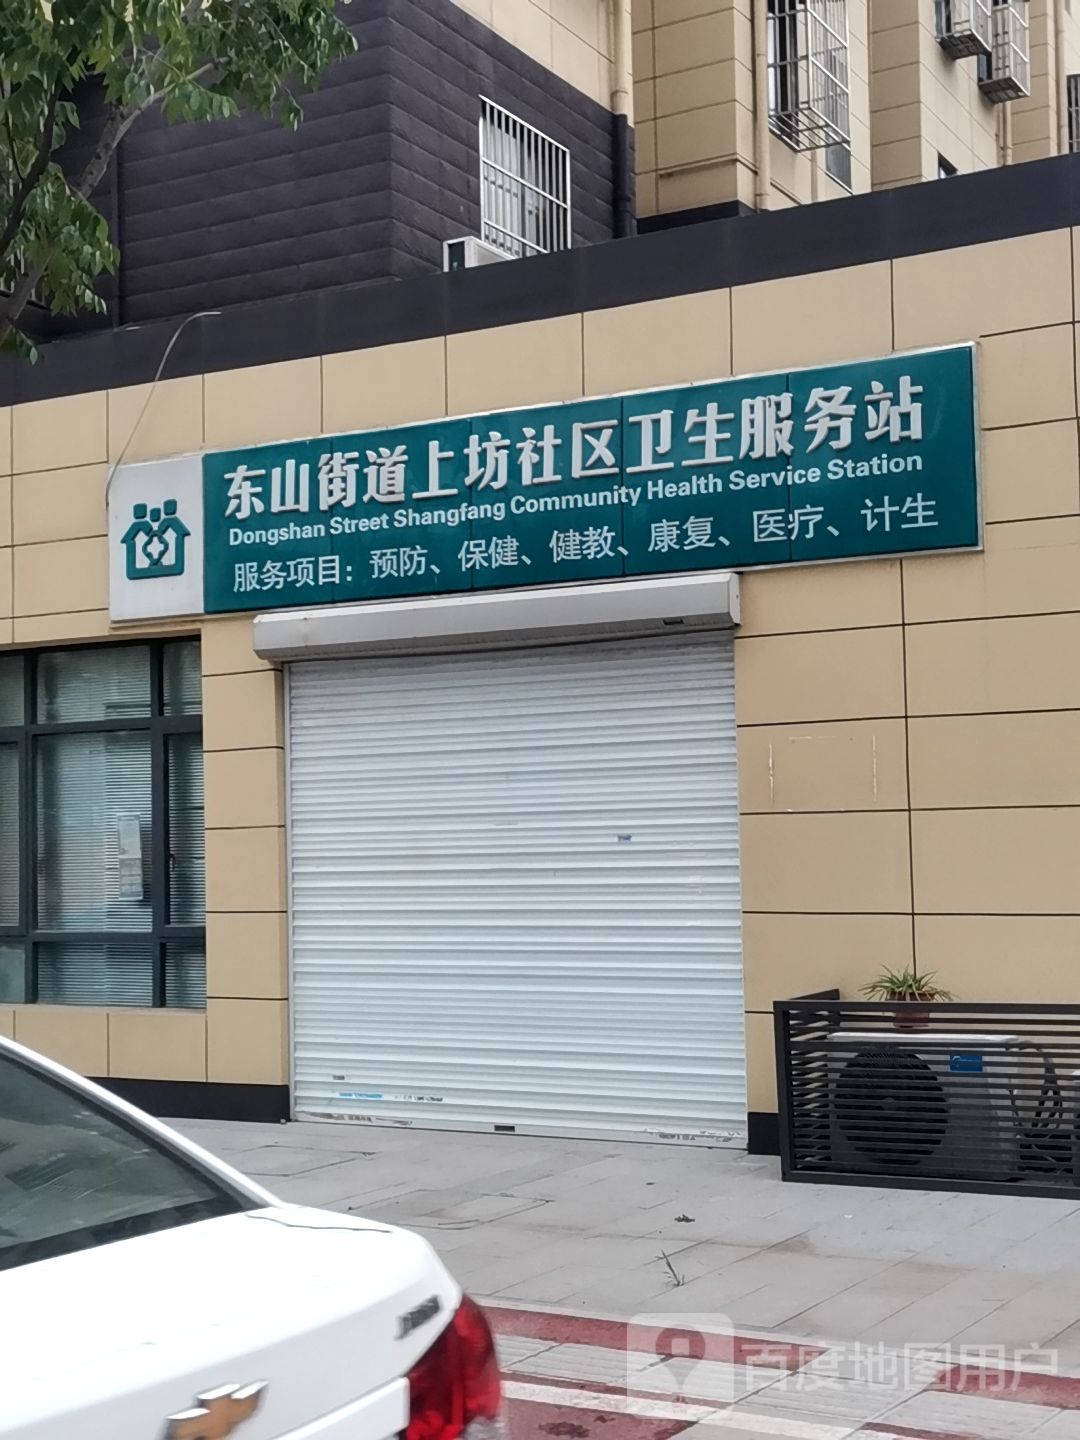 东山街道上坊社区卫生服务站
Dongshan Street Shangfang Community Health Service Station
服务项目：预防、保健、健教、康复、医疗、计生
百度地图用户